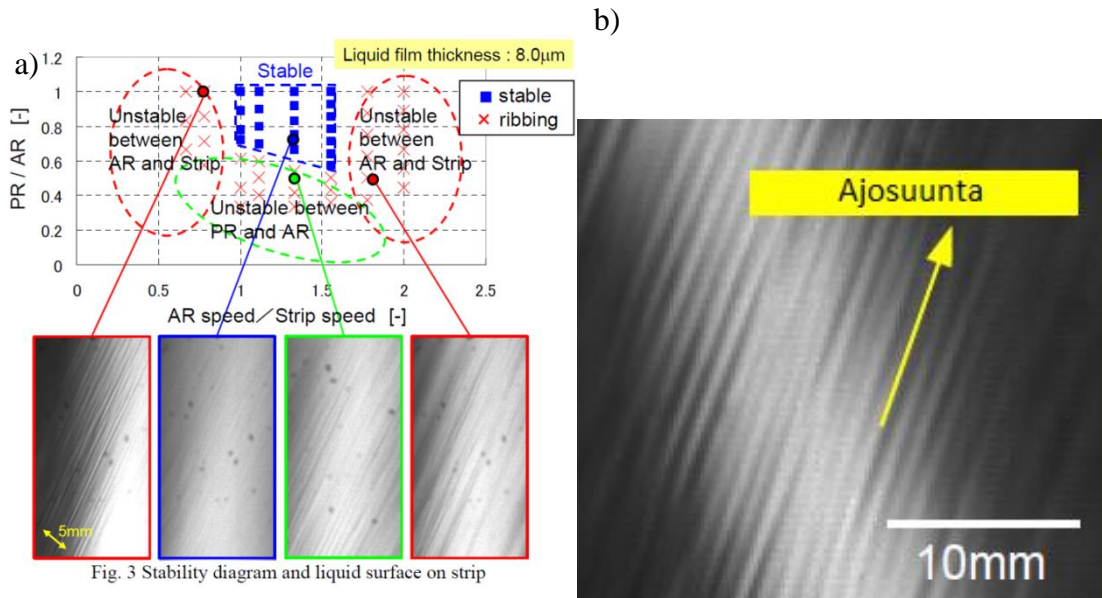 a)
b)
Liquid film thickness : 8.0μm
1.2
1
0.8
0.6
0.4
0.2
0
PR / AR [-]
Stable
stable
ribbing
Unstable
between
AR and Strip
Unstable
between
AR and Strip
Unstable between
PR and AR
0
0.5
1
1.5
2
2.5
AR speed／Strip speed [-]
5mm
Fig. 3 Stability diagram and liquid surface on strip
Ajosuunta
10mm